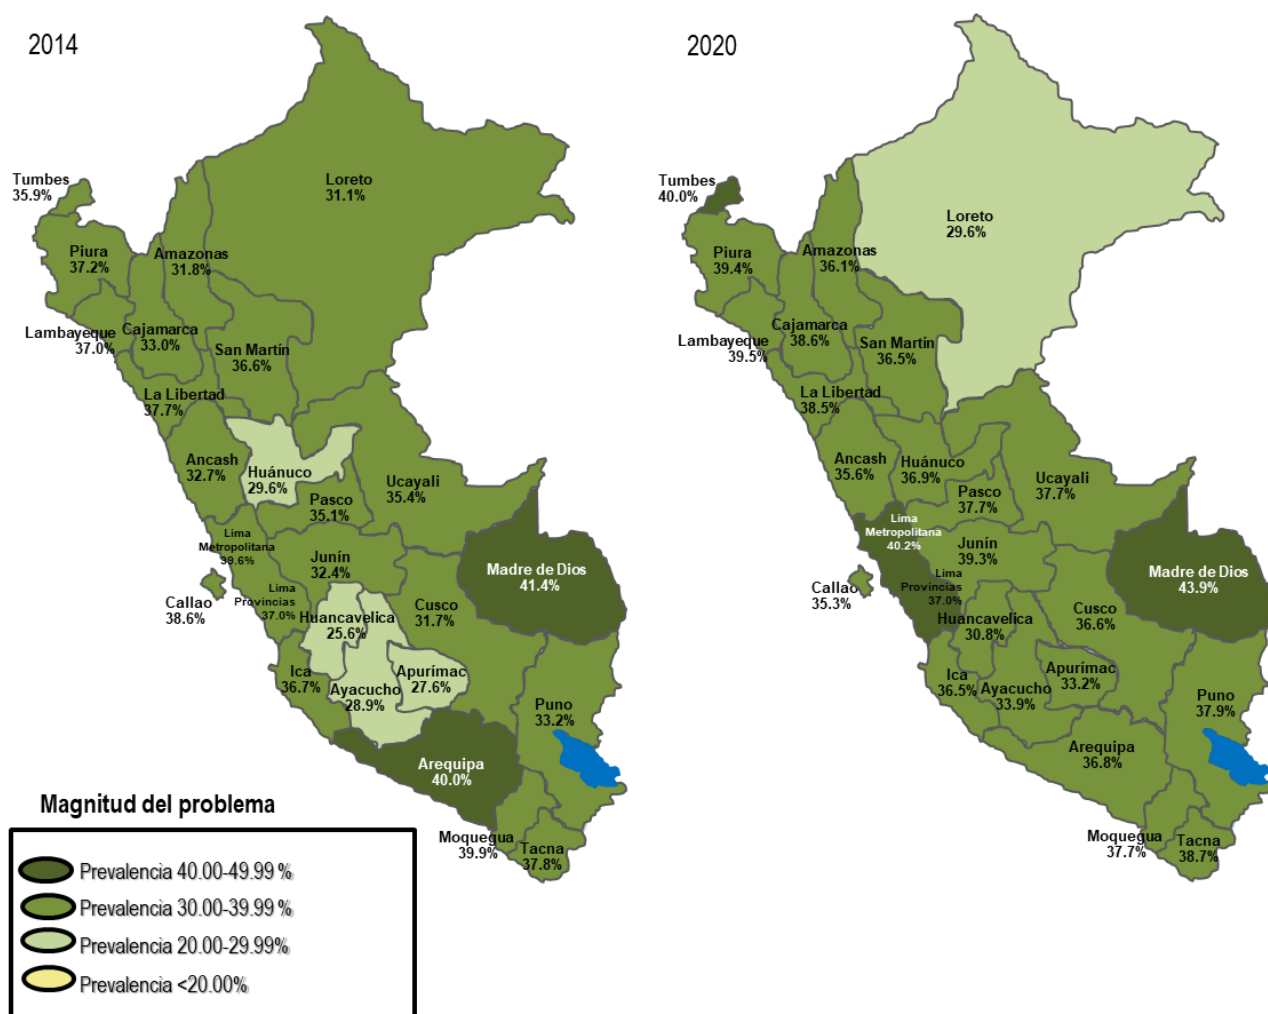 2014
Tumbes
35.9%
Loreto
31.1%
Piura
37.2%
Amazonas
31.8%
Lambayeque
37.0%
Cajamarca
33.0%
San Martín
36.6%
La Libertad
37.7%
Ancash
32.7%
Huánuco
29.6%
Ucayali
35.4%
Pasco
35.1%
Lima
Metropolitana
39.6%
Junín
32.4%
Madre de Dios
41.4%
Callao
38.6%
Lima
Provincias
37.0%
Huancavelica
25.6%
Cusco
31.7%
Ica
36.7%
Ayacucho
28.9%
Apurímac
27.6%
Puno
33.2%
Arequipa
40.0%
Moquegua
39.9%
Tacna
37.8%
2020
Tumbes
40.0%
Loreto
29.6%
Piura
39.4%
Amazonas
36.1%
Lambayeque
39.5%
Cajamarca
38.6%
San Martín
36.5%
La Libertad
38.5%
Ancash
35.6%
Huánuco
36.9%
Ucayali
37.7%
Pasco
37.7%
Lima
Metropolitana
40.2%
Junín
39.3%
Madre de Dios
43.9%
Callao
35.3%
Lima
Provincias
37.0%
Huancavelica
30.8%
Cusco
36.6%
Ica
36.5%
Ayacucho
33.9%
Apurímac
33.2%
Puno
37.9%
Arequipa
36.8%
Moquegua
37.7%
Tacna
38.7%
Magnitud del problema
Prevalencia 40.00-49.99 %
Prevalencia 30.00-39.99 %
Prevalencia 20.00-29.99%
Prevalencia <20.00%